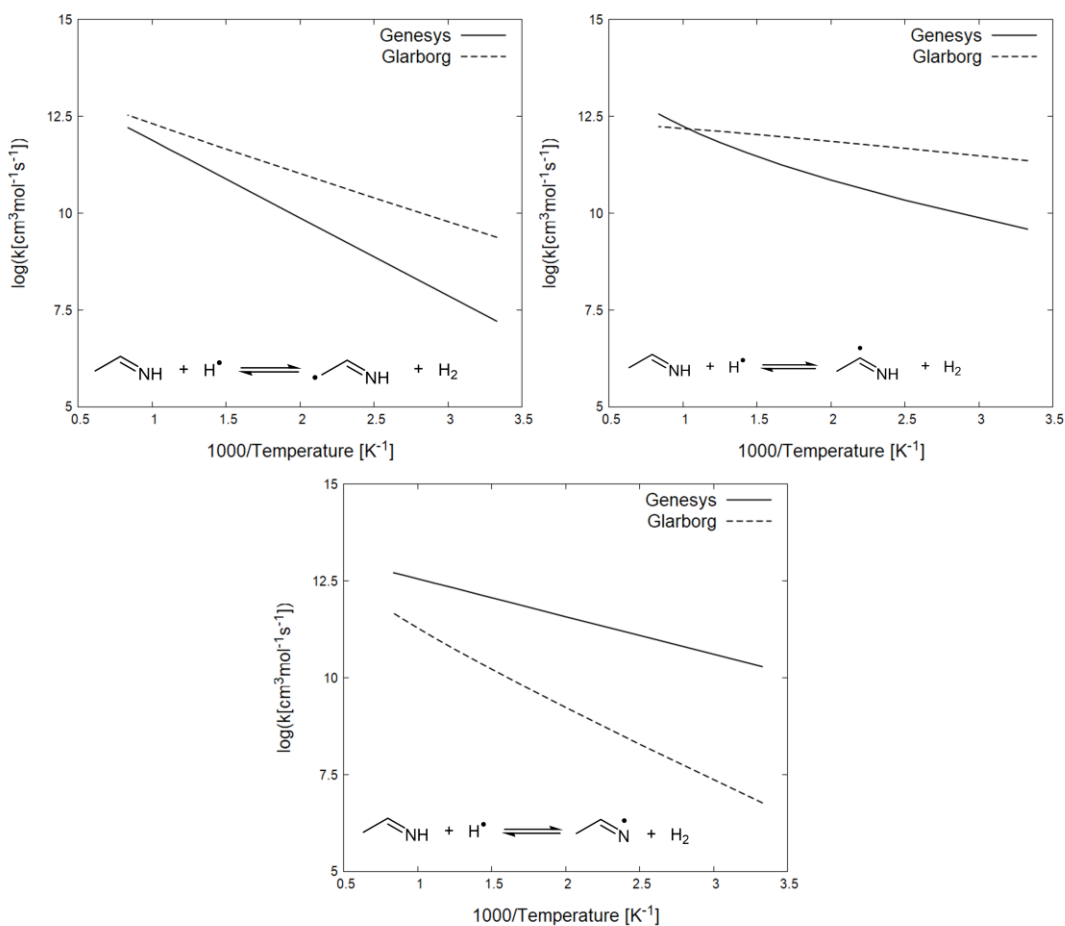 15
12.5
10
7.5
5
log(k[cm³mol⁻¹s⁻¹])
Genesys
Glarborg
NH + H• ⇌ • NH + H₂
0.5 1 1.5 2 2.5 3 3.5
1000/Temperature [K⁻¹]
15
12.5
10
7.5
5
log(k[cm³mol⁻¹s⁻¹])
Genesys
Glarborg
NH + H• ⇌ • NH + H₂
0.5 1 1.5 2 2.5 3 3.5
1000/Temperature [K⁻¹]
15
12.5
10
7.5
5
log(k[cm³mol⁻¹s⁻¹])
Genesys
Glarborg
NH + H• ⇌ N• + H₂
0.5 1 1.5 2 2.5 3 3.5
1000/Temperature [K⁻¹]